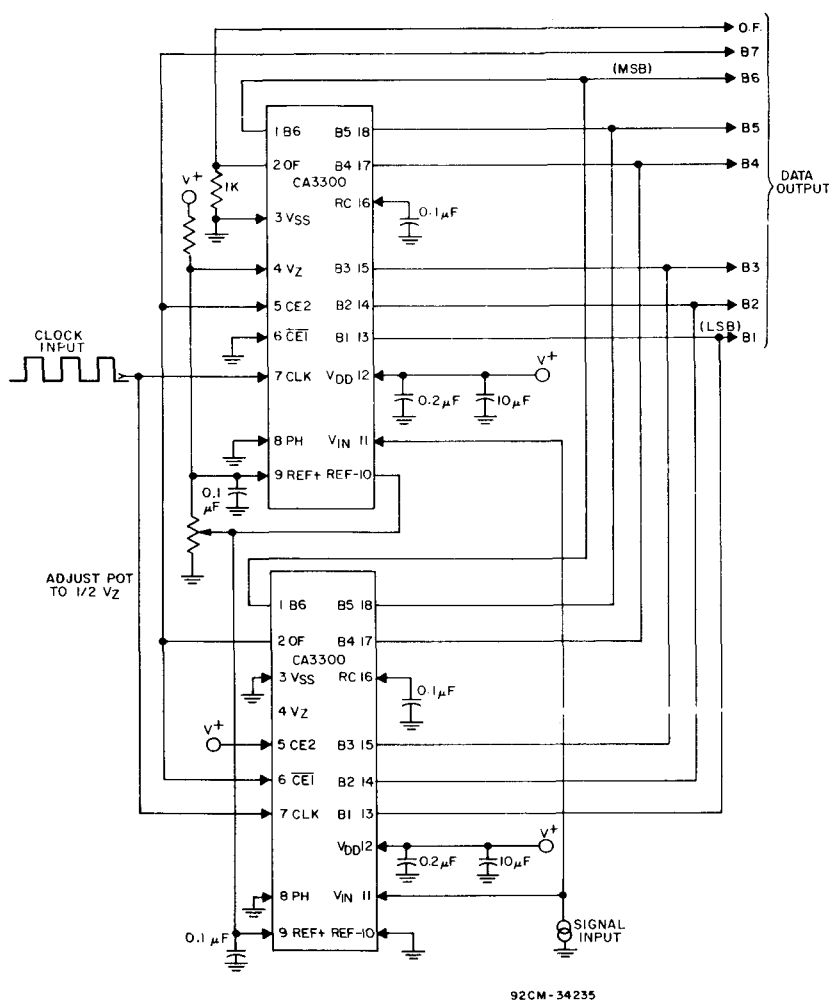 O.F.
B7
(MSB)
B6
1 B6
B5 18
B5
2 OF
B4 17
B4
CA3300
DATA
OUTPUT
V+
1K
RC 16
0.1μF
3 VSS
4 VZ
B3 15
B3
5 CE2
B2 14
B2
CLOCK
INPUT
6 CE1
B1 13
(LSB)
B1
7 CLK
VDD 12
V+
0.2μF
10μF
8 PH
VIN 11
9 REF+
REF- 10
0.1
μF
ADJUST POT
TO 1/2 VZ
1 B6
B5 18
2 OF
B4 17
CA3300
3 VSS
RC 16
0.1μF
4 VZ
V+
5 CE2
B3 15
6 CE1
B2 14
7 CLK
B1 13
VDD 12
V+
0.2μF
10μF
8 PH
VIN 11
SIGNAL
INPUT
0.1 μF
9 REF+
REF- 10
92CM-34235